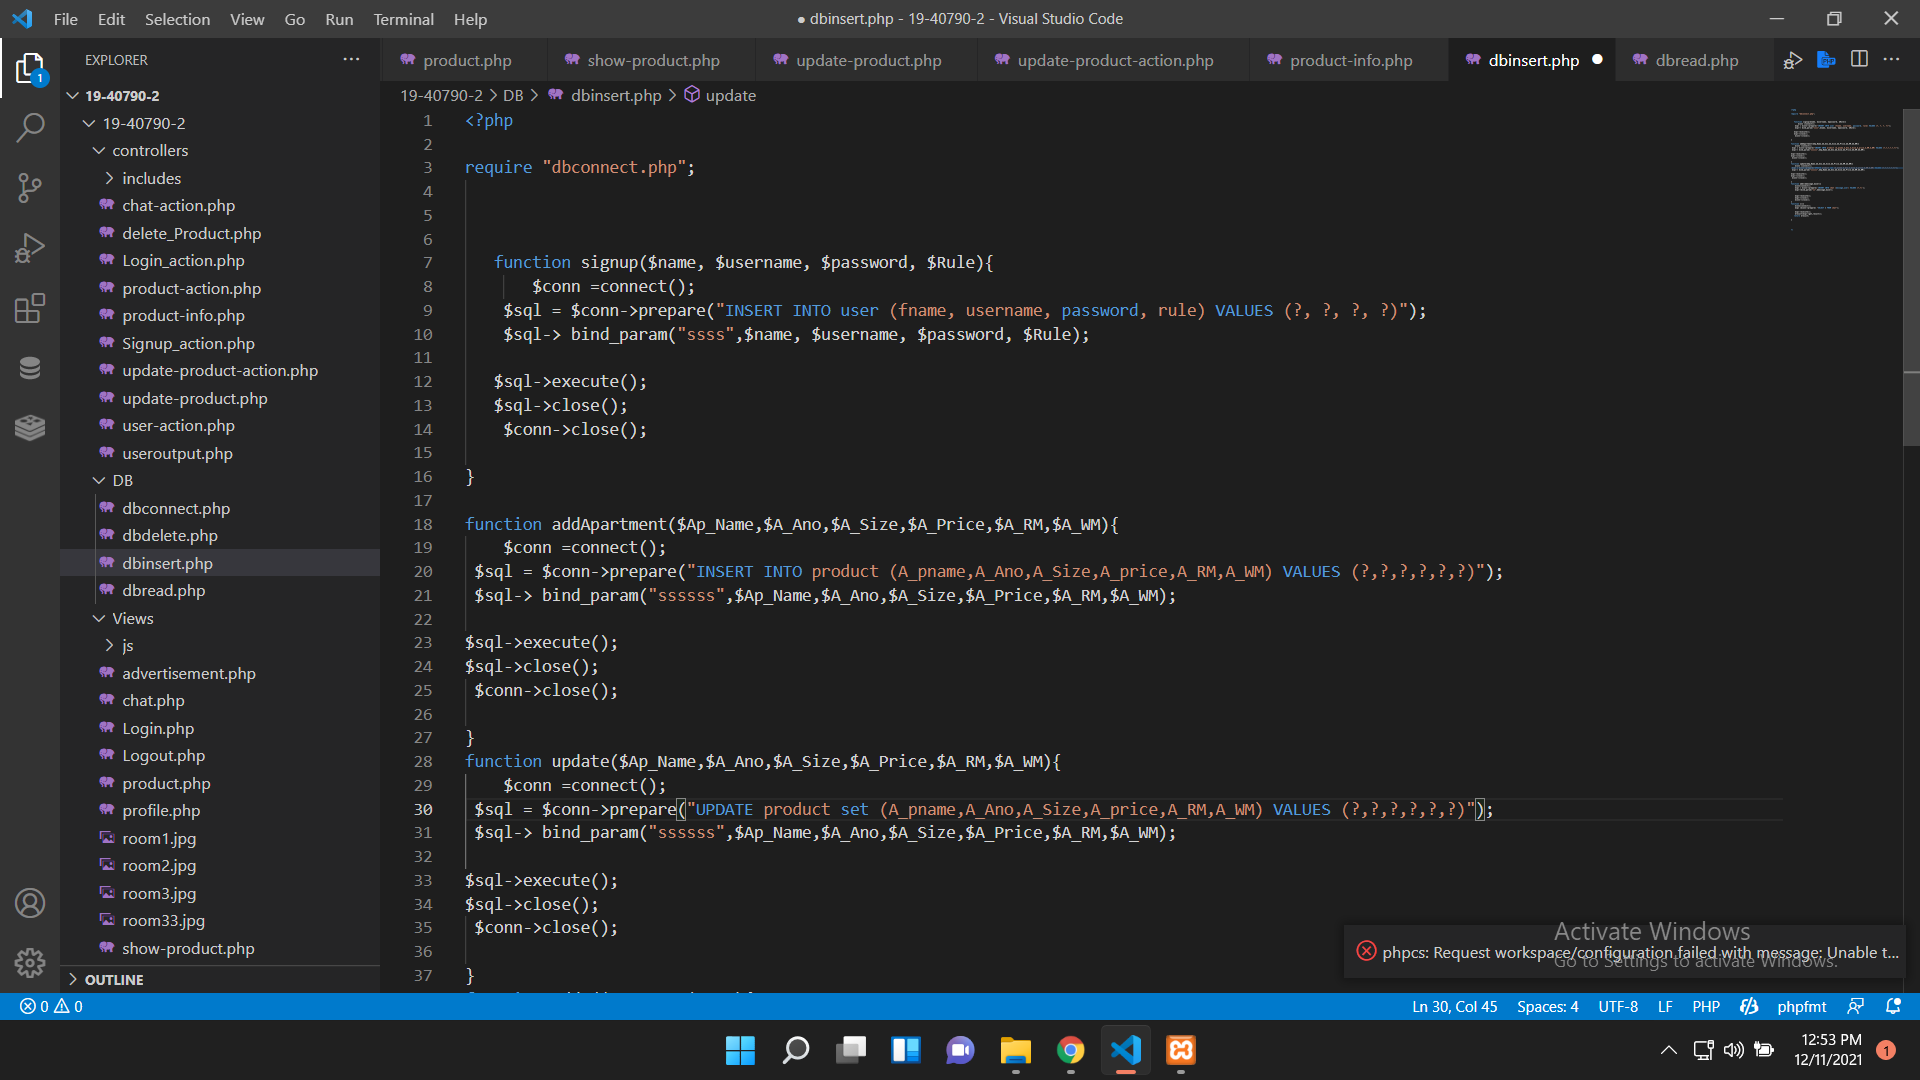 File Edit Selection View Go Run Terminal Help
● dbinsert.php - 19-40790-2 - Visual Studio Code
EXPLORER
product.php show-product.php update-product.php update-product-action.php product-info.php dbinsert.php ● dbread.php
19-40790-2 > DB > dbinsert.php > update
1
19-40790-2
19-40790-2
controllers
includes
chat-action.php
delete_Product.php
Login_action.php
product-action.php
product-info.php
Signup_action.php
update-product-action.php
update-product.php
user-action.php
useroutput.php
DB
dbconnect.php
dbdelete.php
dbinsert.php
dbread.php
Views
js
advertisement.php
chat.php
Login.php
Logout.php
product.php
profile.php
room1.jpg
room2.jpg
room3.jpg
room33.jpg
show-product.php
OUTLINE
1 <?php
2
3 require "dbconnect.php";
4
5
6
7 function signup($name, $username, $password, $Rule){
8 $conn =connect();
9 $sql = $conn->prepare("INSERT INTO user (fname, username, password, rule) VALUES (?, ?, ?, ?)");
10 $sql-> bind_param("ssss",$name, $username, $password, $Rule);
11
12 $sql->execute();
13 $sql->close();
14 $conn->close();
15
16 }
17
18 function addApartment($Ap_Name,$A_Ano,$A_Size,$A_Price,$A_RM,$A_WM){
19 $conn =connect();
20 $sql = $conn->prepare("INSERT INTO product (A_pname,A_Ano,A_Size,A_price,A_RM,A_WM) VALUES (?,?,?,?,?,?)");
21 $sql-> bind_param("ssssss",$Ap_Name,$A_Ano,$A_Size,$A_Price,$A_RM,$A_WM);
22
23 $sql->execute();
24 $sql->close();
25 $conn->close();
26
27 }
28 function update($Ap_Name,$A_Ano,$A_Size,$A_Price,$A_RM,$A_WM){
29 $conn =connect();
30 $sql = $conn->prepare("UPDATE product set (A_pname,A_Ano,A_Size,A_price,A_RM,A_WM) VALUES (?,?,?,?,?,?)");
31 $sql-> bind_param("ssssss",$Ap_Name,$A_Ano,$A_Size,$A_Price,$A_RM,$A_WM);
32
33 $sql->execute();
34 $sql->close();
35 $conn->close();
36
37 }
Activate Windows
phpcs: Request workspace/configuration failed with message: Unable t...
Go to Settings to activate Windows.
0 0
Ln 30, Col 45 Spaces: 4 UTF-8 LF PHP phpfmt
12:53 PM
12/11/2021
1